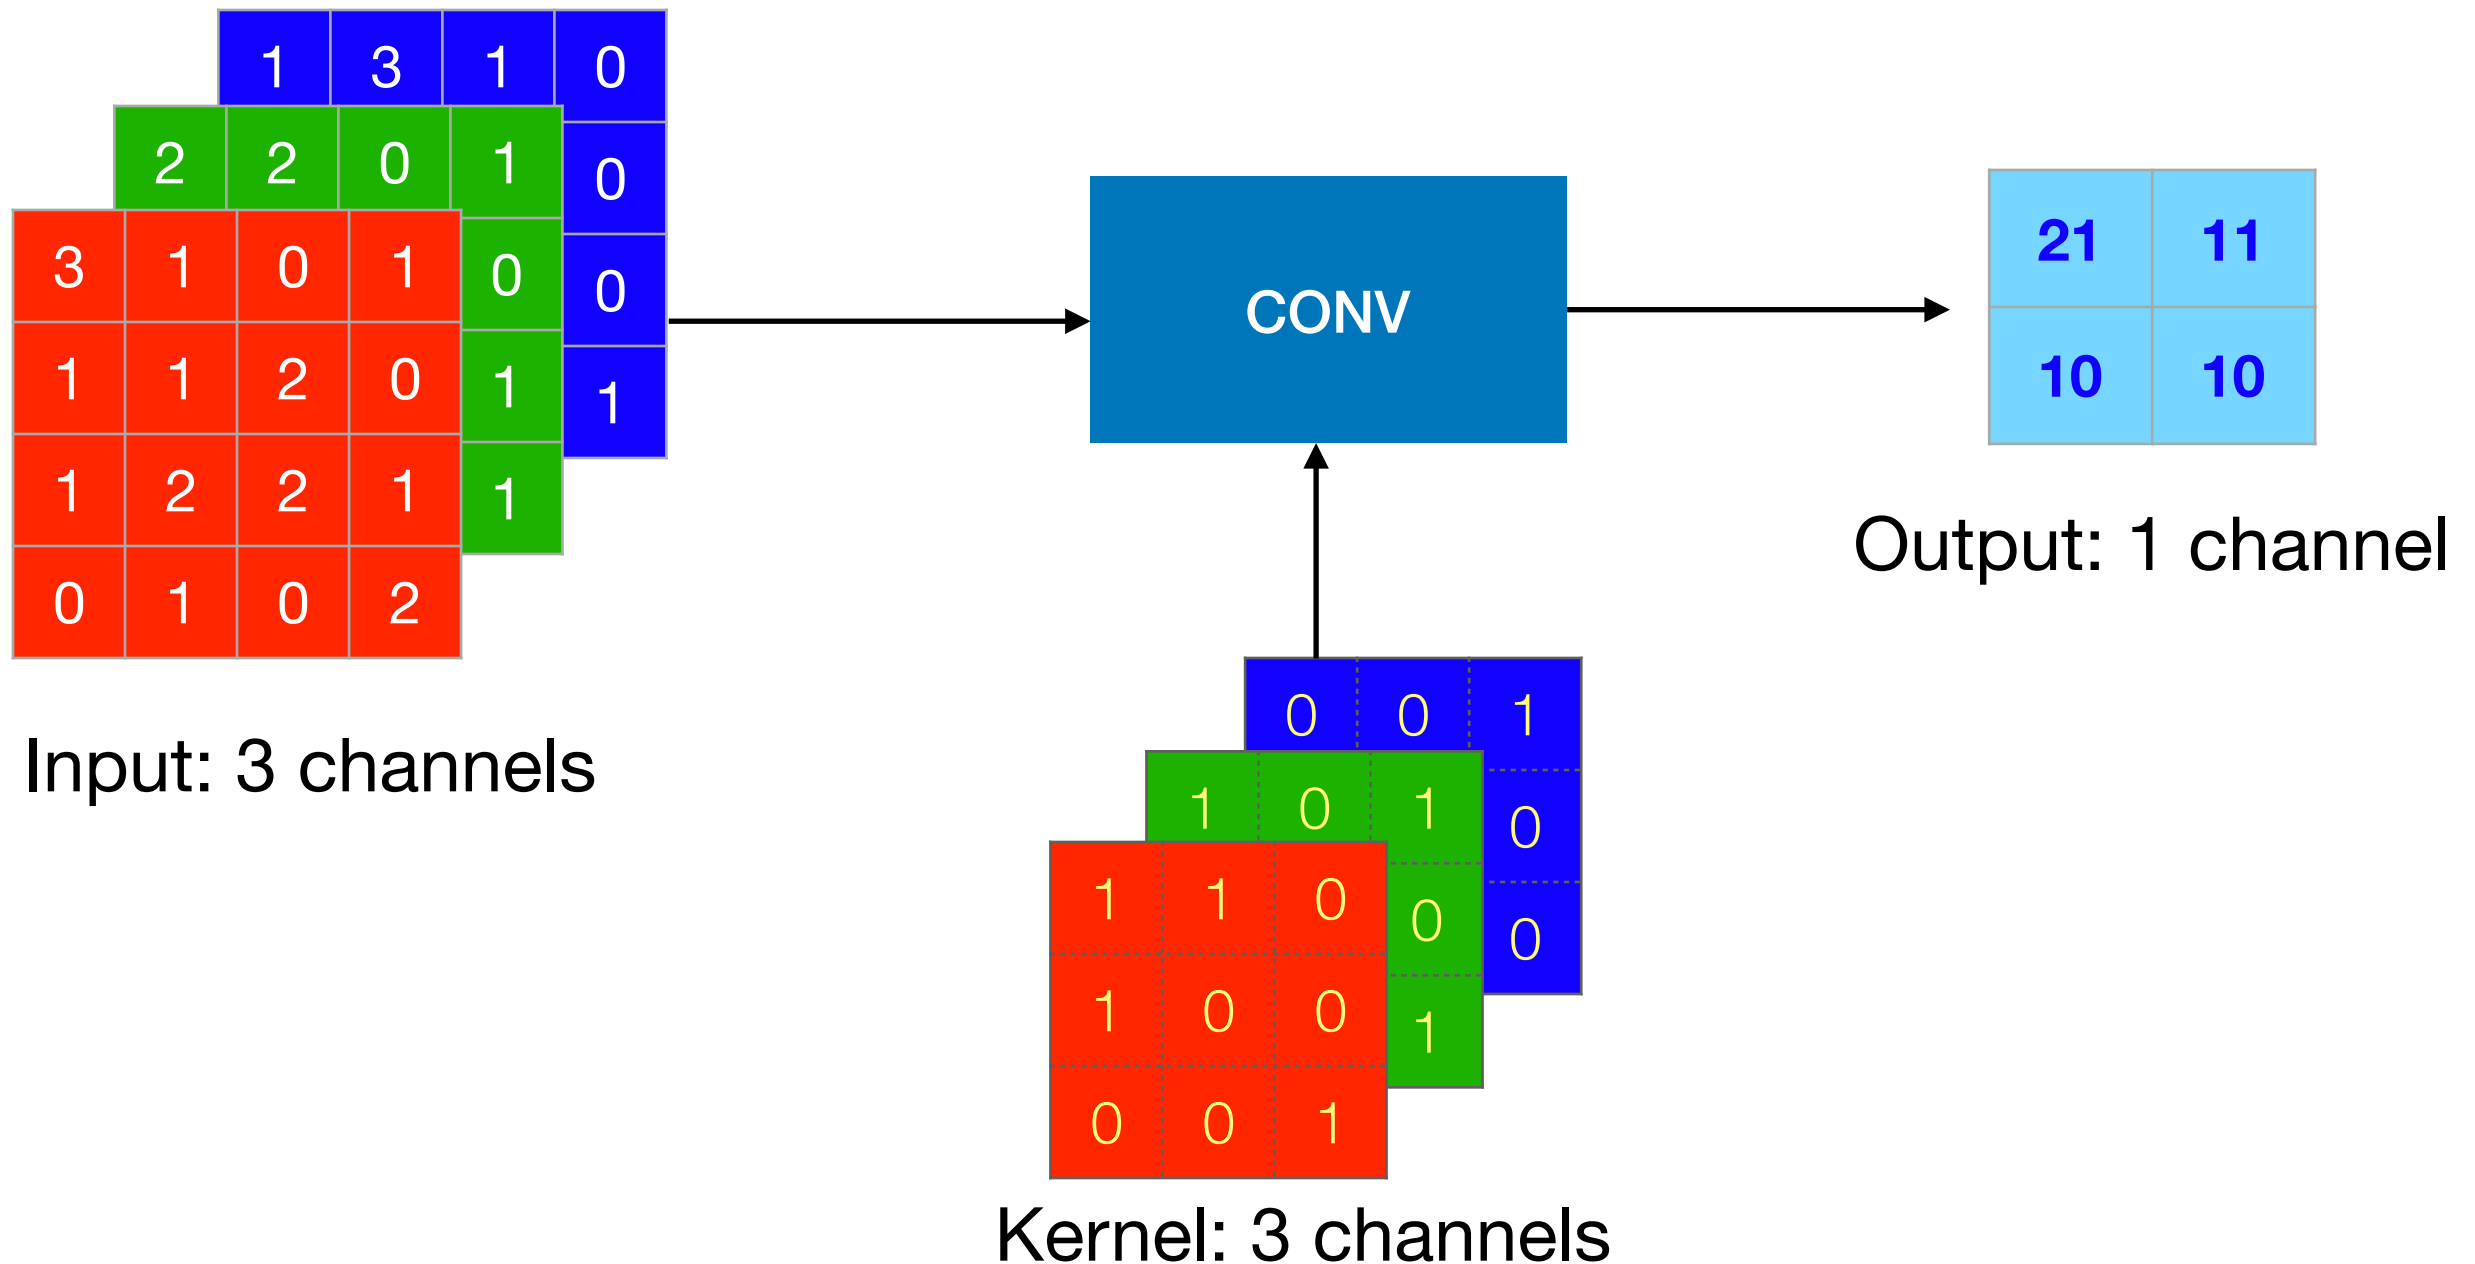 1 3 1 0
2 2 0 1 0
3 1 0 1 0 0
1 1 2 0 1 1
1 2 2 1 1
0 1 0 2
Input: 3 channels
CONV
21 11
10 10
Output: 1 channel
0 0 1
1 0 1 0
1 1 0 0 0
1 0 0 1
0 0 1
Kernel: 3 channels